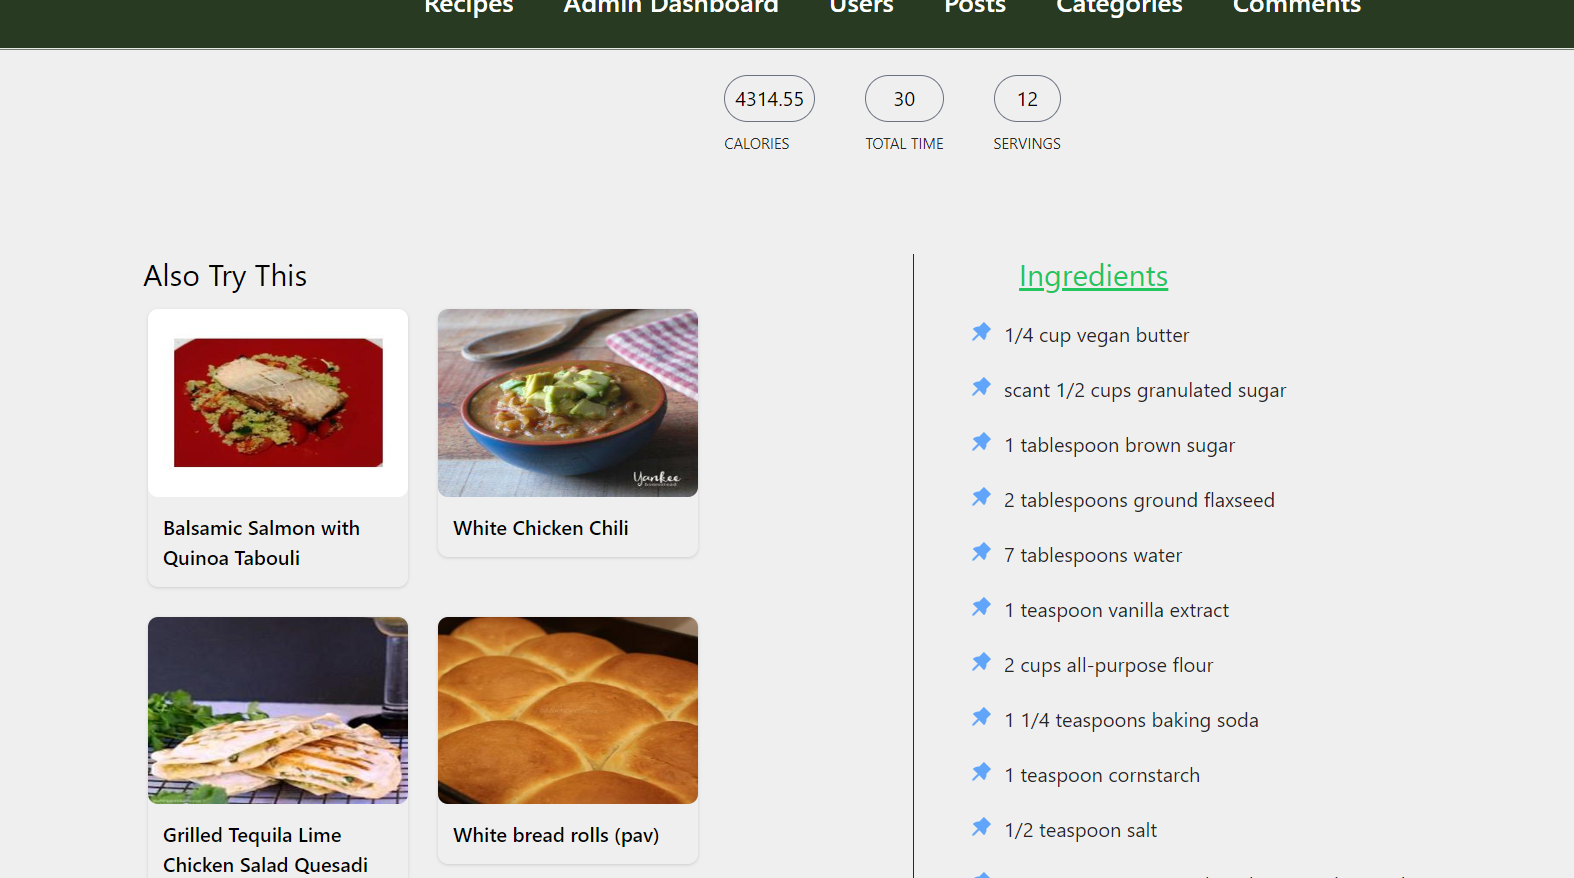 Recipes Admin Dashboard Users Posts Categories Comments
4314.55 30 12
CALORIES TOTAL TIME SERVINGS
Also Try This
Balsamic Salmon with
Quinoa Tabouli
Yankee
White Chicken Chili
Grilled Tequila Lime
Chicken Salad Quesadi
White bread rolls (pav)
Ingredients
1/4 cup vegan butter
scant 1/2 cups granulated sugar
1 tablespoon brown sugar
2 tablespoons ground flaxseed
7 tablespoons water
1 teaspoon vanilla extract
2 cups all-purpose flour
1 1/4 teaspoons baking soda
1 teaspoon cornstarch
1/2 teaspoon salt